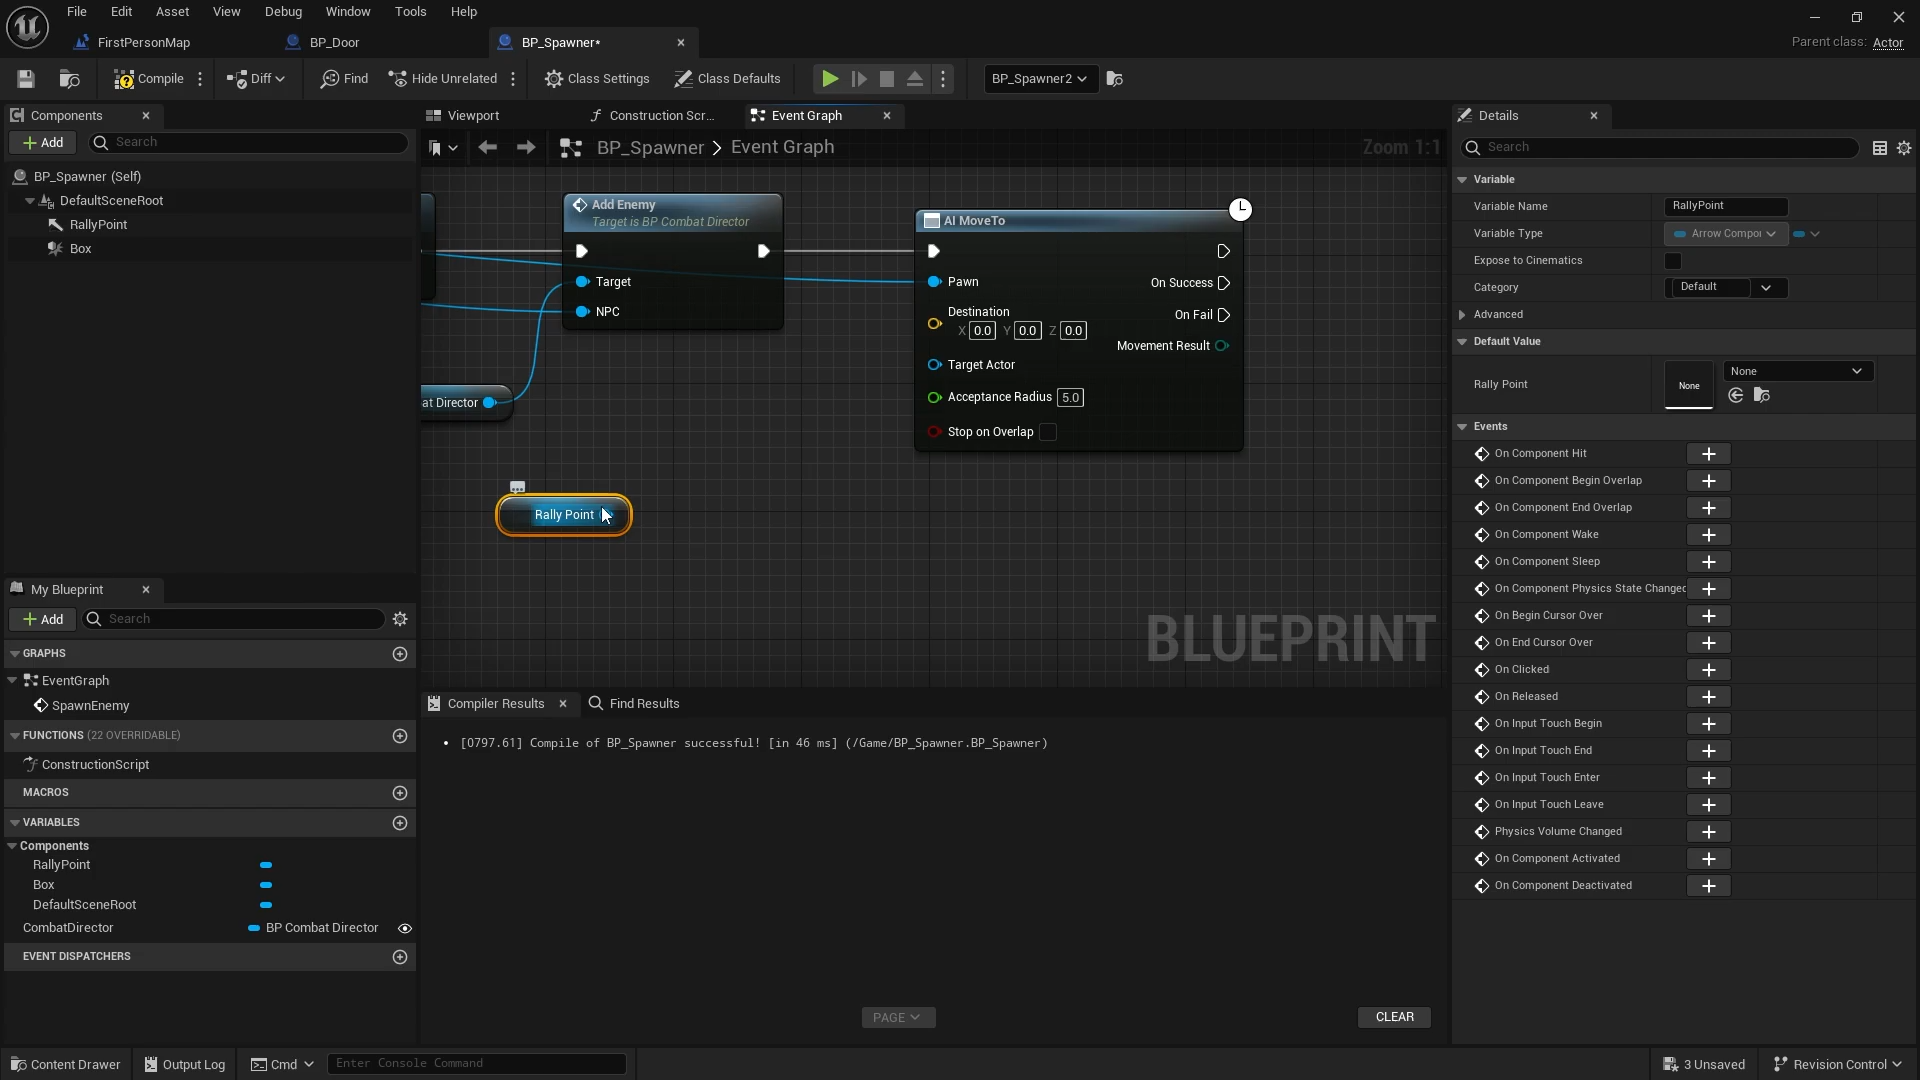 File Edit Asset View Debug Window Tools Help
FirstPersonMap BP_Door BP_Spawner* Parent class: Actor
Compile Diff Find Hide Unrelated Class Settings Class Defaults BP_Spawner2
Components
Add Search
BP_Spawner (Self)
DefaultSceneRoot
RallyPoint
Box
My Blueprint
Add Search
GRAPHS
EventGraph
SpawnEnemy
FUNCTIONS (22 OVERRIDABLE)
ConstructionScript
MACROS
VARIABLES
Components
RallyPoint
Box
DefaultSceneRoot
CombatDirector BP Combat Director
EVENT DISPATCHERS
Viewport Construction Scr... Event Graph
BP_Spawner > Event Graph Zoom 1:1
Add Enemy
Target is BP Combat Director
Target
NPC
at Director
Rally Point
AI MoveTo
Pawn On Success
Destination On Fail
X 0.0 Y 0.0 Z 0.0
Movement Result
Target Actor
Acceptance Radius 5.0
Stop on Overlap
BLUEPRINT
Compiler Results Find Results
• [0797.61] Compile of BP_Spawner successful! [in 46 ms] (/Game/BP_Spawner.BP_Spawner)
PAGE CLEAR
Details
Search
Variable
Variable Name RallyPoint
Variable Type Arrow Compo
Expose to Cinematics
Category Default
Advanced
Default Value
Rally Point None None
Events
On Component Hit
On Component Begin Overlap
On Component End Overlap
On Component Wake
On Component Sleep
On Component Physics State Changed
On Begin Cursor Over
On End Cursor Over
On Clicked
On Released
On Input Touch Begin
On Input Touch End
On Input Touch Enter
On Input Touch Leave
Physics Volume Changed
On Component Activated
On Component Deactivated
Content Drawer Output Log Cmd Enter Console Command 3 Unsaved Revision Control